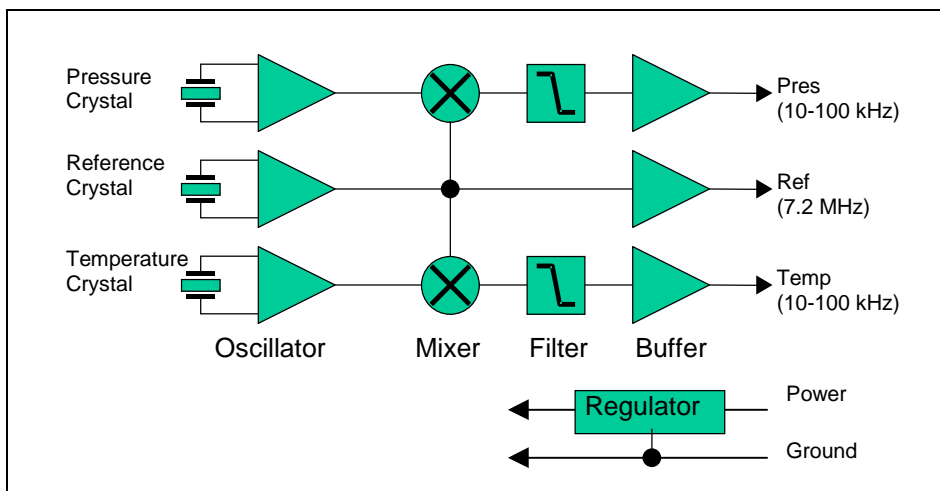 Pressure
Crystal
Pres
(10-100 kHz)
Reference
Crystal
Ref
(7.2 MHz)
Temperature
Crystal
Temp
(10-100 kHz)
Oscillator
Mixer
Filter
Buffer
Regulator
Power
Ground